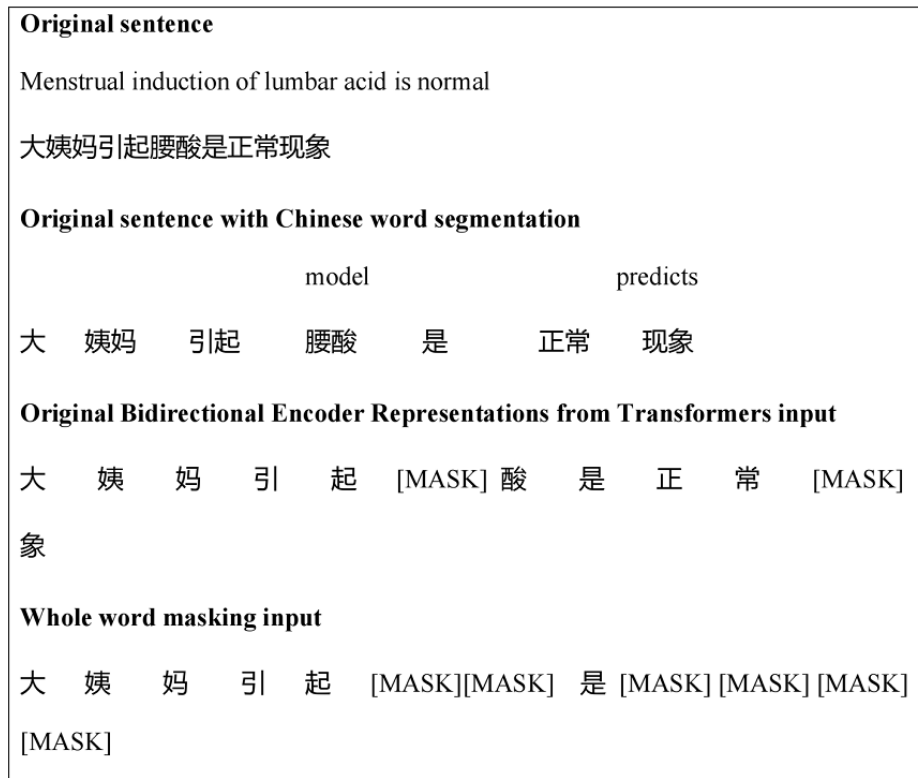 Original sentence
Menstrual induction of lumbar acid is normal
大姨妈引起腰酸是正常现象
Original sentence with Chinese word segmentation
model predicts
大 姨妈 引起 腰酸 是 正常 现象
Original Bidirectional Encoder Representations from Transformers input
大 姨 妈 引 起 [MASK] 酸 是 正 常 [MASK]
象
Whole word masking input
大 姨 妈 引 起 [MASK][MASK] 是 [MASK] [MASK] [MASK]
[MASK]